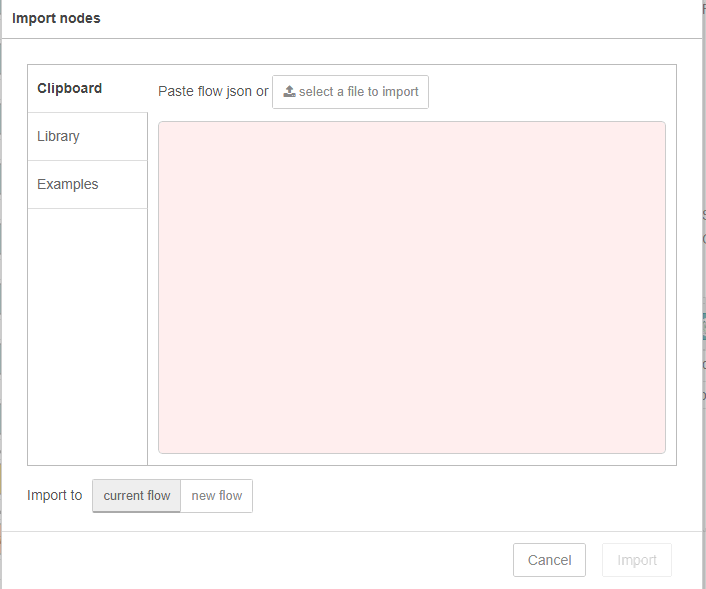 Import nodes
Clipboard
Library
Examples
Paste flow json or select a file to import
Import to current flow new flow
Cancel Import